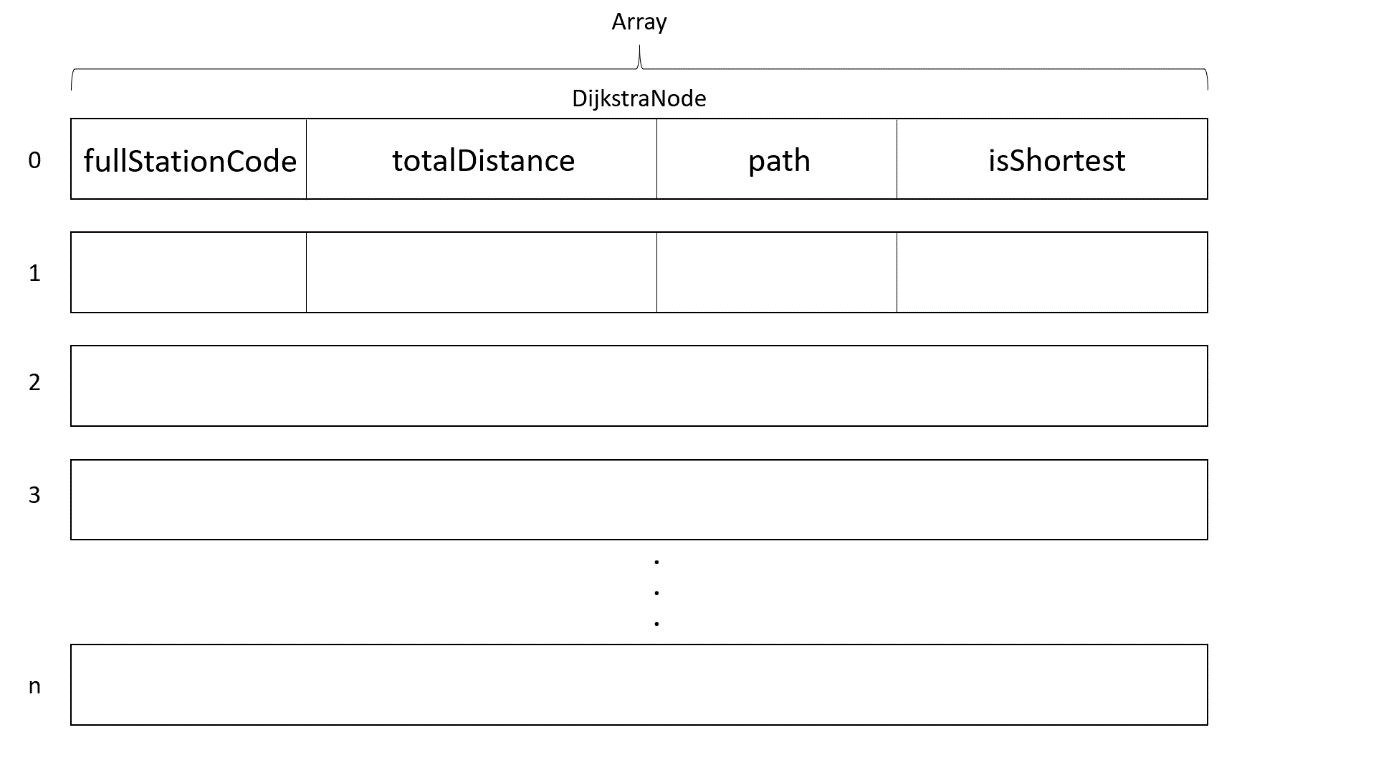 Array
DijkstraNode
0 fullStationCode totalDistance path isShortest
1
2
3
.
.
.
n